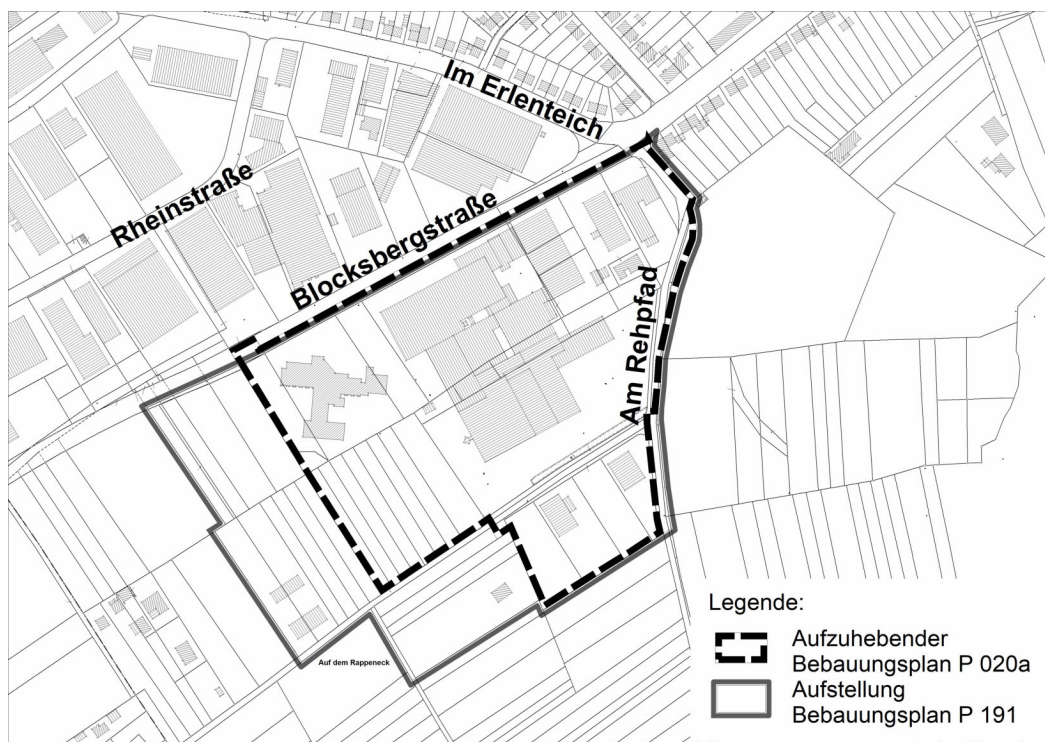 Im Erlenteich
Rheinstraße
Blocksbergstraße
Am Rehpfad
Auf dem Rappeneck
Legende:
Aufzuhebender
Bebauungsplan P 020a
Aufstellung
Bebauungsplan P 191